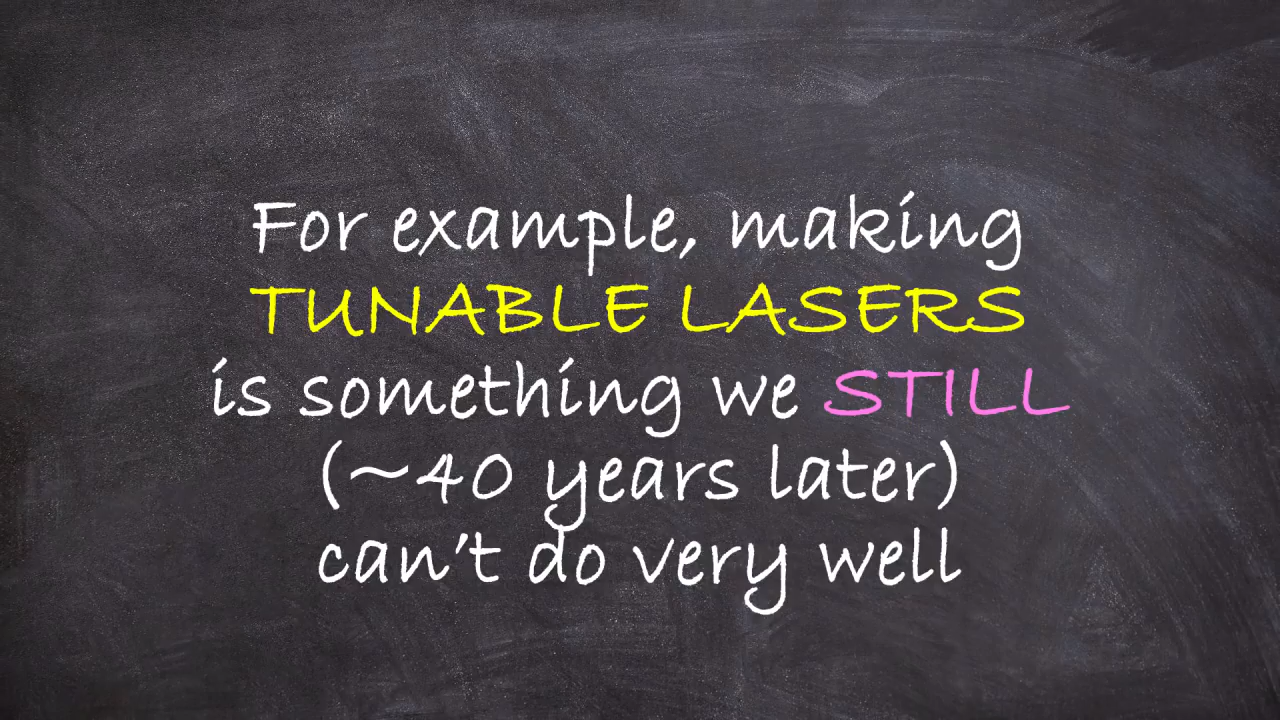 For example, making
TUNABLE LASERS
is something we STILL
(~40 years later)
can't do very well